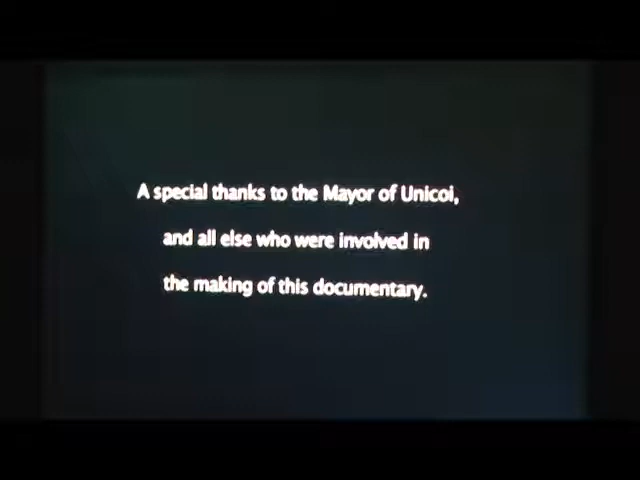 A special thanks to the Mayor of Unicoi,
and all else who were involved in
the making of this documentary.